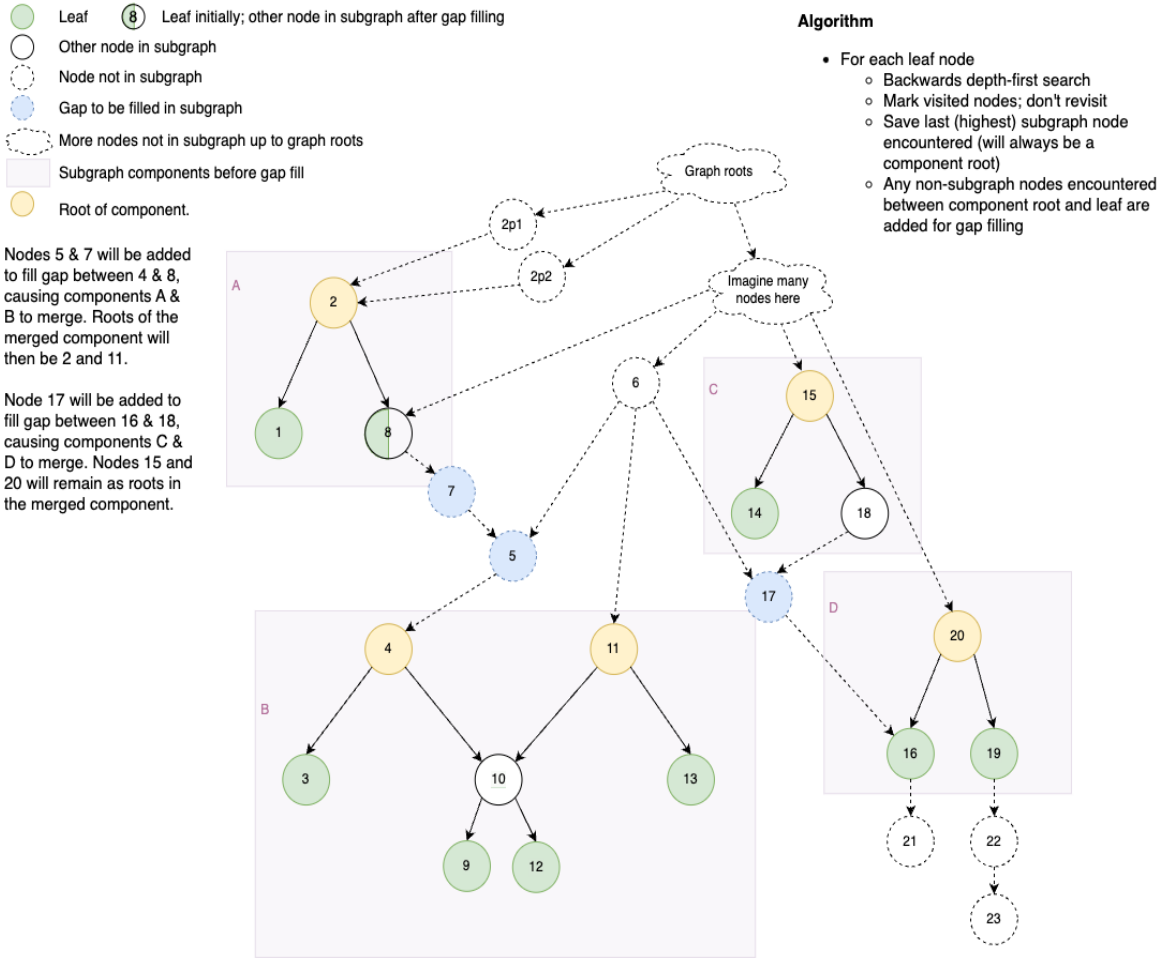 Leaf
8
Leaf initially; other node in subgraph after gap filling
Other node in subgraph
Node not in subgraph
Gap to be filled in subgraph
More nodes not in subgraph up to graph roots
Subgraph components before gap fill
Root of component.
Nodes 5 & 7 will be added
to fill gap between 4 & 8,
causing components A &
B to merge. Roots of the
merged component will
then be 2 and 11.
Node 17 will be added to
fill gap between 16 & 18,
causing components C &
D to merge. Nodes 15 and
20 will remain as roots in
the merged component.
Algorithm
• For each leaf node
○ Backwards depth-first search
○ Mark visited nodes; don't revisit
○ Save last (highest) subgraph node
encountered (will always be a
component root)
○ Any non-subgraph nodes encountered
between component root and leaf are
added for gap filling
Graph roots
2p1
2p2
Imagine many
nodes here
A
2
1
8
7
5
6
C
15
14
18
17
D
20
16
19
21
22
23
B
4
11
3
10
13
9
12